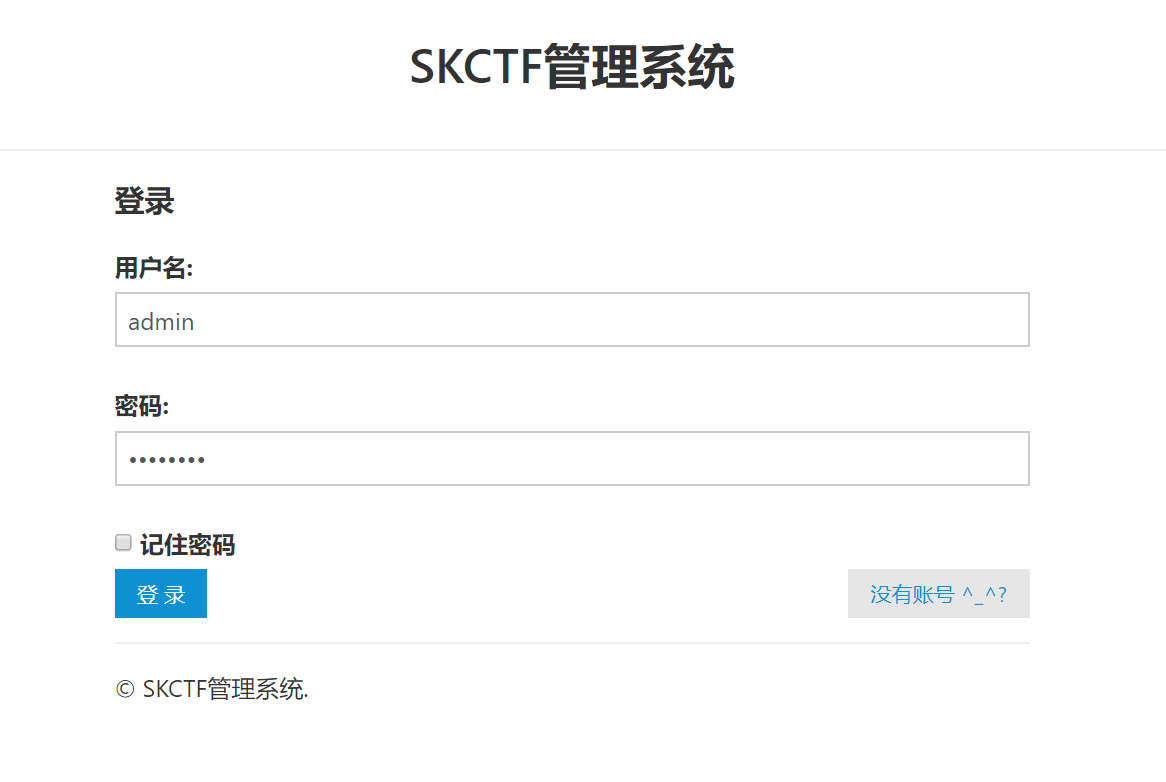 SKCTF管理系统
登录
用户名:
admin
密码:
••••••••
记住密码
登 录
没有账号 ^_^?
© SKCTF管理系统.